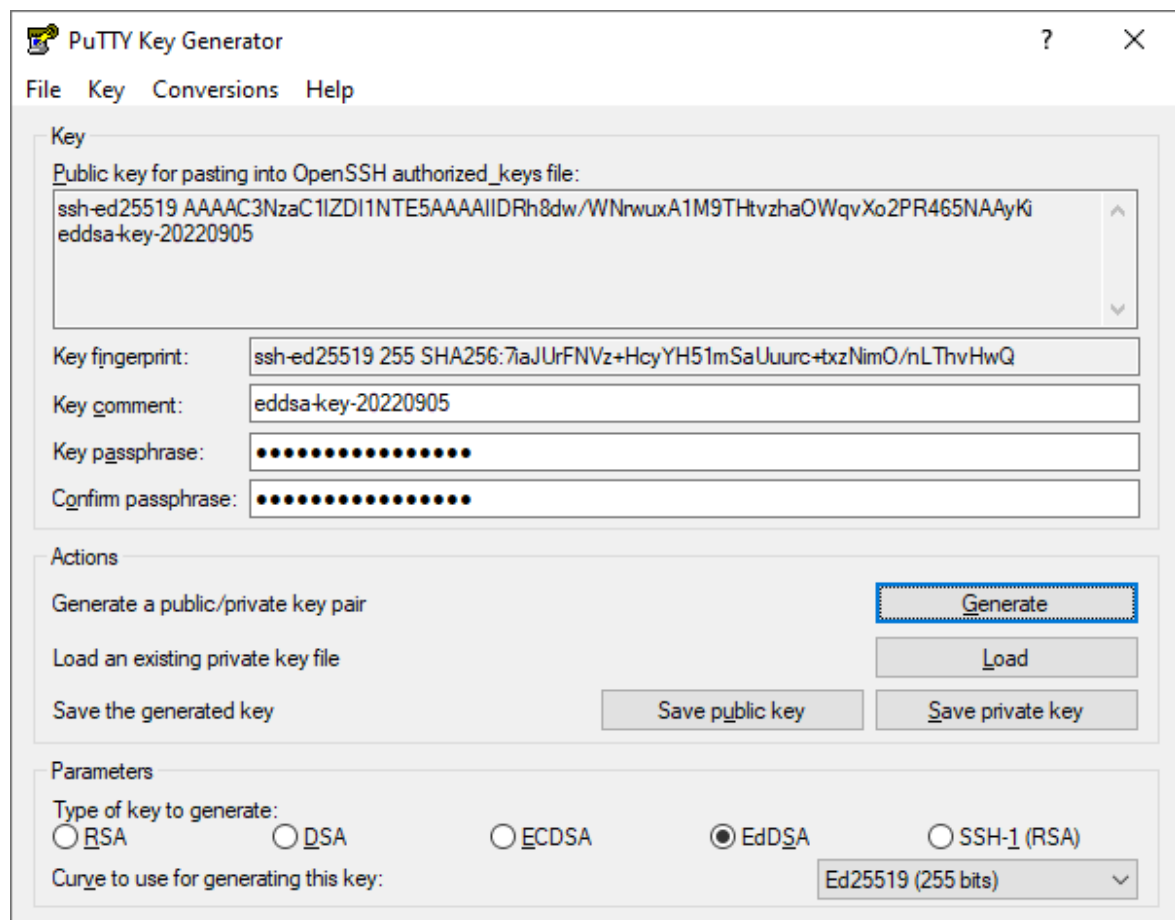 PuTTY Key Generator
?
File Key Conversions Help
Key
Public key for pasting into OpenSSH authorized_keys file:
ssh-ed25519 AAAAC3NzaC1lZDI1NTE5AAAAIIDRh8dw/WNrwuxA1M9THtvzhaOWqvXo2PR465NAAyKi
eddsa-key-20220905
Key fingerprint: ssh-ed25519 255 SHA256:7iaJUrFNVz+HcyYH51mSaUuurc+txzNimO/nLThvHwQ
Key comment: eddsa-key-20220905
Key passphrase: ●●●●●●●●●●●●●●●●
Confirm passphrase: ●●●●●●●●●●●●●●●●
Actions
Generate a public/private key pair Generate
Load an existing private key file Load
Save the generated key Save public key Save private key
Parameters
Type of key to generate:
RSA DSA ECDSA EdDSA SSH-1 (RSA)
Curve to use for generating this key: Ed25519 (255 bits)